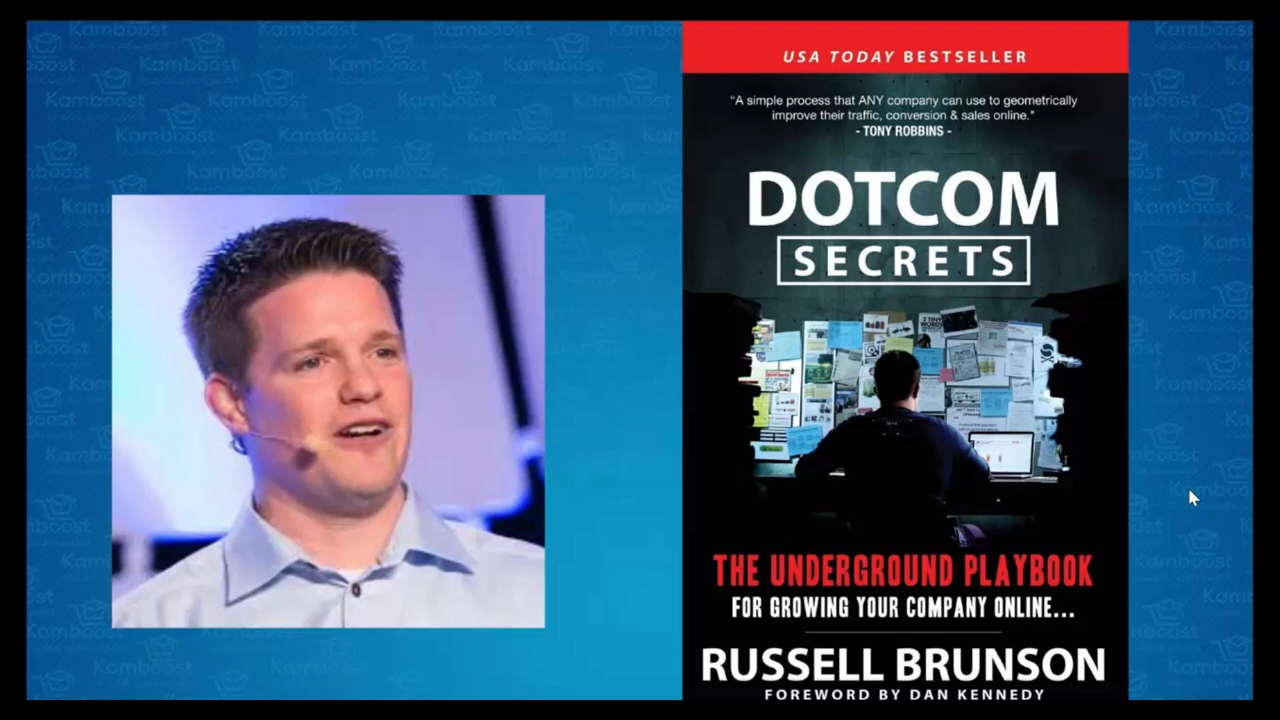 USA TODAY BESTSELLER
“A simple process that ANY company can use to geometrically
improve their traffic, conversion & sales online.”
- TONY ROBBINS -
DOTCOM
SECRETS
THE UNDERGROUND PLAYBOOK
FOR GROWING YOUR COMPANY ONLINE...
RUSSELL BRUNSON
FOREWORD BY DAN KENNEDY
Kamboost